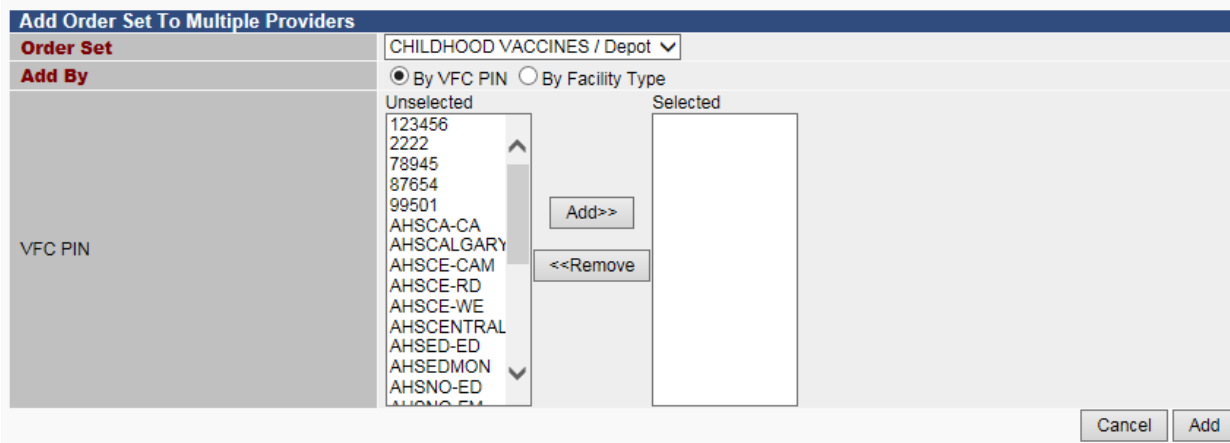 Add Order Set To Multiple Providers
Order Set CHILDHOOD VACCINES / Depot
Add By By VFC PIN By Facility Type
Unselected Selected
123456
2222
78945
87654
99501
AHSCA-CA
AHSCALGARY
AHSCE-CAM
AHSCE-RD
AHSCE-WE
AHSCENTRAL
AHSED-ED
AHSEDMON
AHSNO-ED
VFC PIN
Add>>
<<Remove
Cancel Add